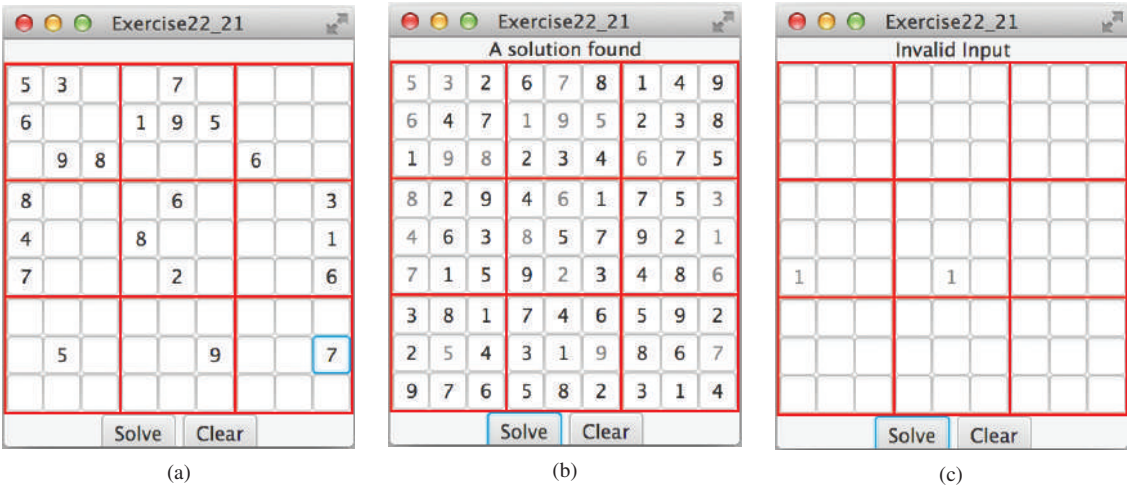 Exercise22_21
5 3 7
6 1 9 5
9 8 6
8 6 3
4 8 1
7 2 6
5 9 7
Solve Clear
(a)
Exercise22_21
A solution found
5 3 2 6 7 8 1 4 9
6 4 7 1 9 5 2 3 8
1 9 8 2 3 4 6 7 5
8 2 9 4 6 1 7 5 3
4 6 3 8 5 7 9 2 1
7 1 5 9 2 3 4 8 6
3 8 1 7 4 6 5 9 2
2 5 4 3 1 9 8 6 7
9 7 6 5 8 2 3 1 4
Solve Clear
(b)
Exercise22_21
Invalid Input
1 1
Solve Clear
(c)